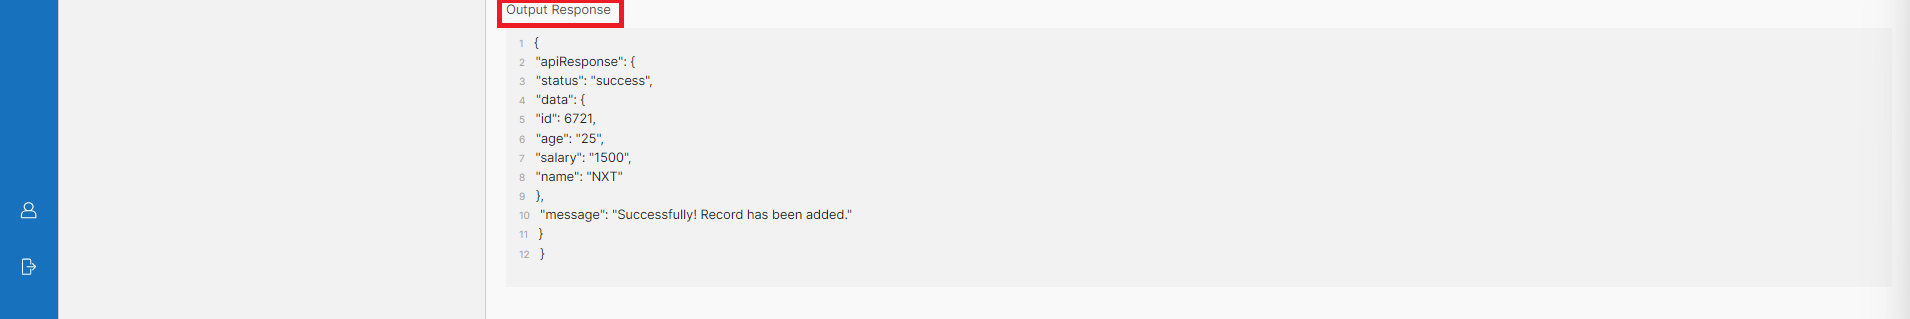 Output Response
1 {
2 "apiResponse": {
3 "status": "success",
4 "data": {
5 "id": 6721,
6 "age": "25",
7 "salary": "1500",
8 "name": "NXT"
9 },
10 "message": "Successfully! Record has been added."
11 }
12 }